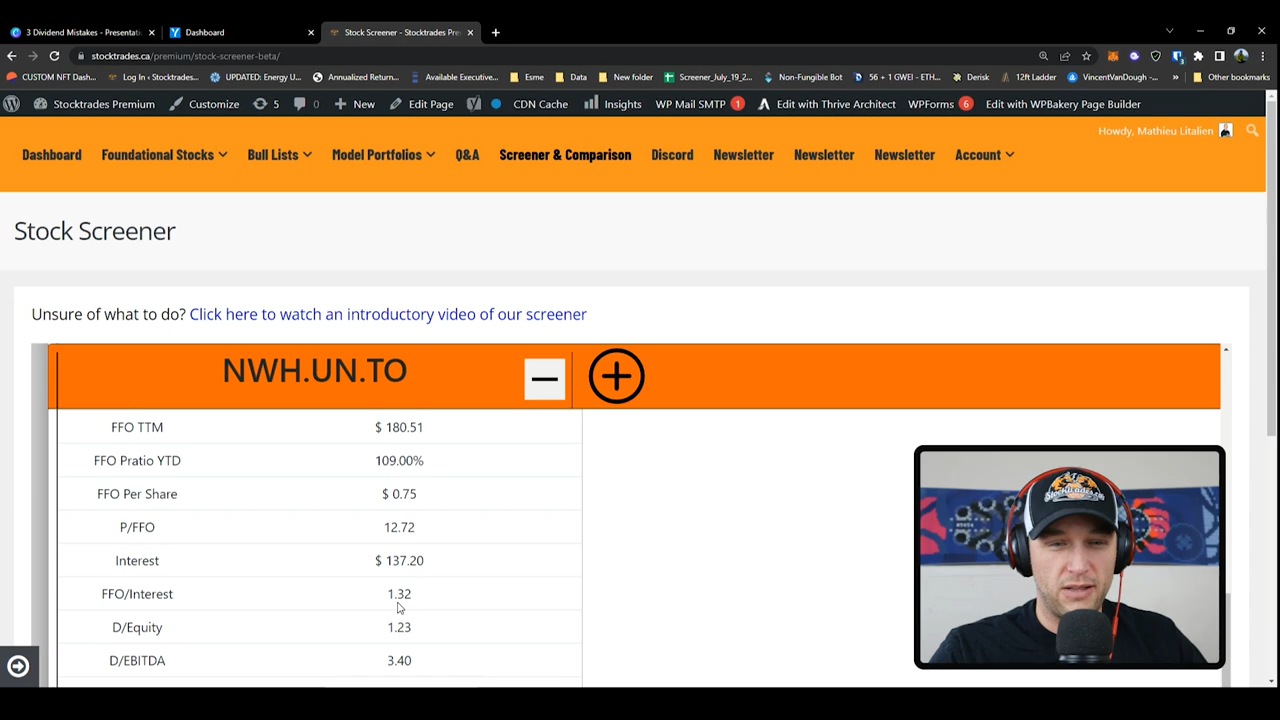 3 Dividend Mistakes - Presentati
Dashboard
Stock Screener - Stocktrades Pre
stocktrades.ca/premium/stock-screener-beta/
CUSTOM NFT Dash...
Log In ‹ Stocktrades...
UPDATED: Energy U...
Annualized Return...
Available Executive...
Esme
Data
New folder
Screener_July_19_2...
Non-Fungible Bot
56 + 1 GWEI - ETH...
Derisk
12ft Ladder
VincentVanDough -...
»
Other bookmarks
Stocktrades Premium
Customize
5
0
New
Edit Page
CDN Cache
Insights
WP Mail SMTP 1
Edit with Thrive Architect
WPForms 6
Edit with WPBakery Page Builder
Howdy, Mathieu Litalien
Dashboard
Foundational Stocks
Bull Lists
Model Portfolios
Q&A
Screener & Comparison
Discord
Newsletter
Newsletter
Newsletter
Account
Stock Screener
Unsure of what to do? Click here to watch an introductory video of our screener
NWH.UN.TO
FFO TTM $ 180.51
FFO Pratio YTD 109.00%
FFO Per Share $ 0.75
P/FFO 12.72
Interest $ 137.20
FFO/Interest 1.32
D/Equity 1.23
D/EBITDA 3.40
Stocktrades.ca